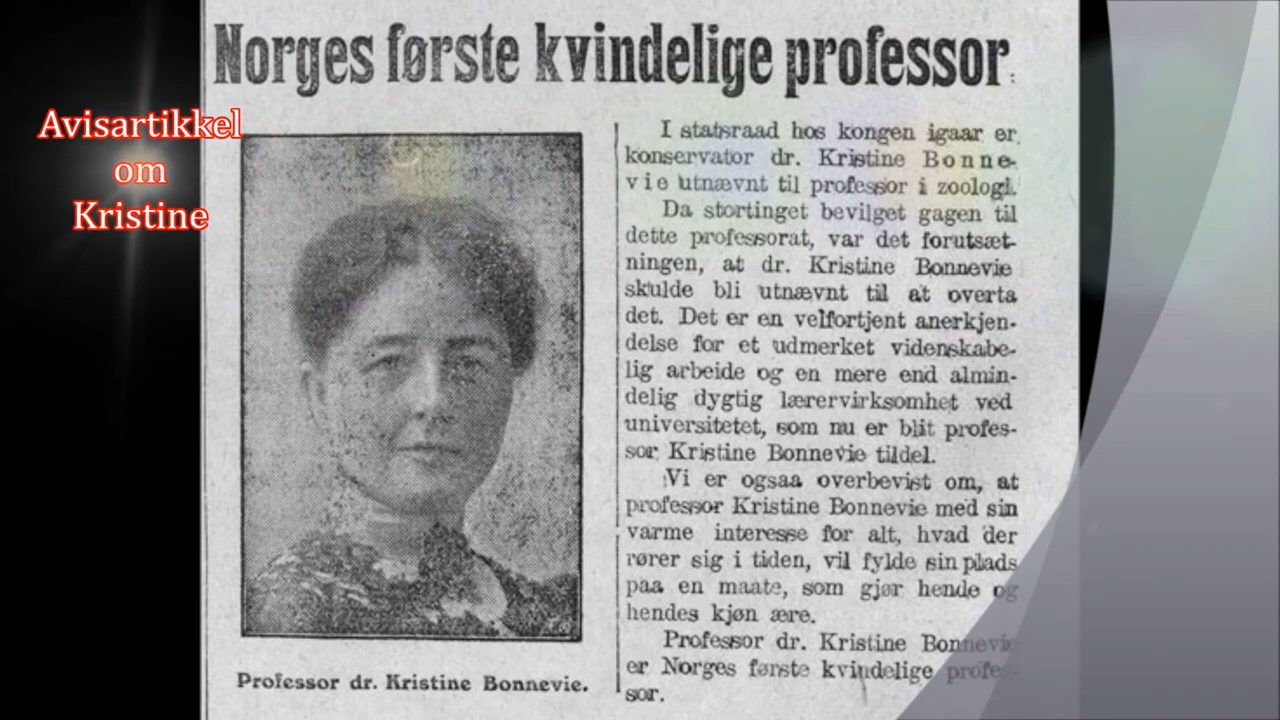 Norges første kvindelige professor.
Avisartikkel
om
Kristine
I statsraad hos kongen igaar er
konservator dr. Kristine Bonne-
vie utnævnt til professor i zoologi.
Da stortinget bevilget gagen til
dette professorat, var det forutsæt-
ningen, at dr. Kristine Bonnevie
skulde bli utnævnt til at overta
det. Det er en velfortjent anerkjen-
delse for et udmerket videnskabe-
lig arbeide og en mere end almin-
delig dygtig lærervirksomhet ved
universitetet, som nu er blit profes-
sor Kristine Bonnevie tildel.
Vi er ogsaa overbevist om, at
professor Kristine Bonnevie med sin
varme interesse for alt, hvad der
rører sig i tiden, vil fylde sin plads
paa en maate, som gjør hende og
hendes kjøn ære.
Professor dr. Kristine Bonnevie
er Norges første kvindelige profes-
sor.
Professor dr. Kristine Bonnevie.